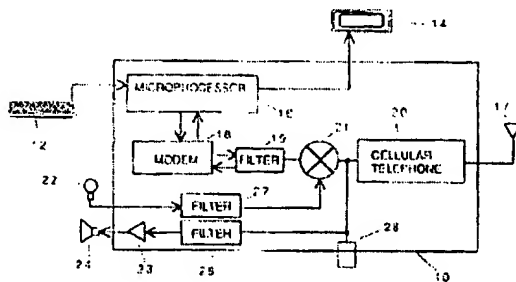 14
MICROPROCESSOR
16
12
18
19
21
20
17
MODEM
FILTER
CELLULAR
TELEPHONE
22
27
FILTER
FILTER
28
24
23
10